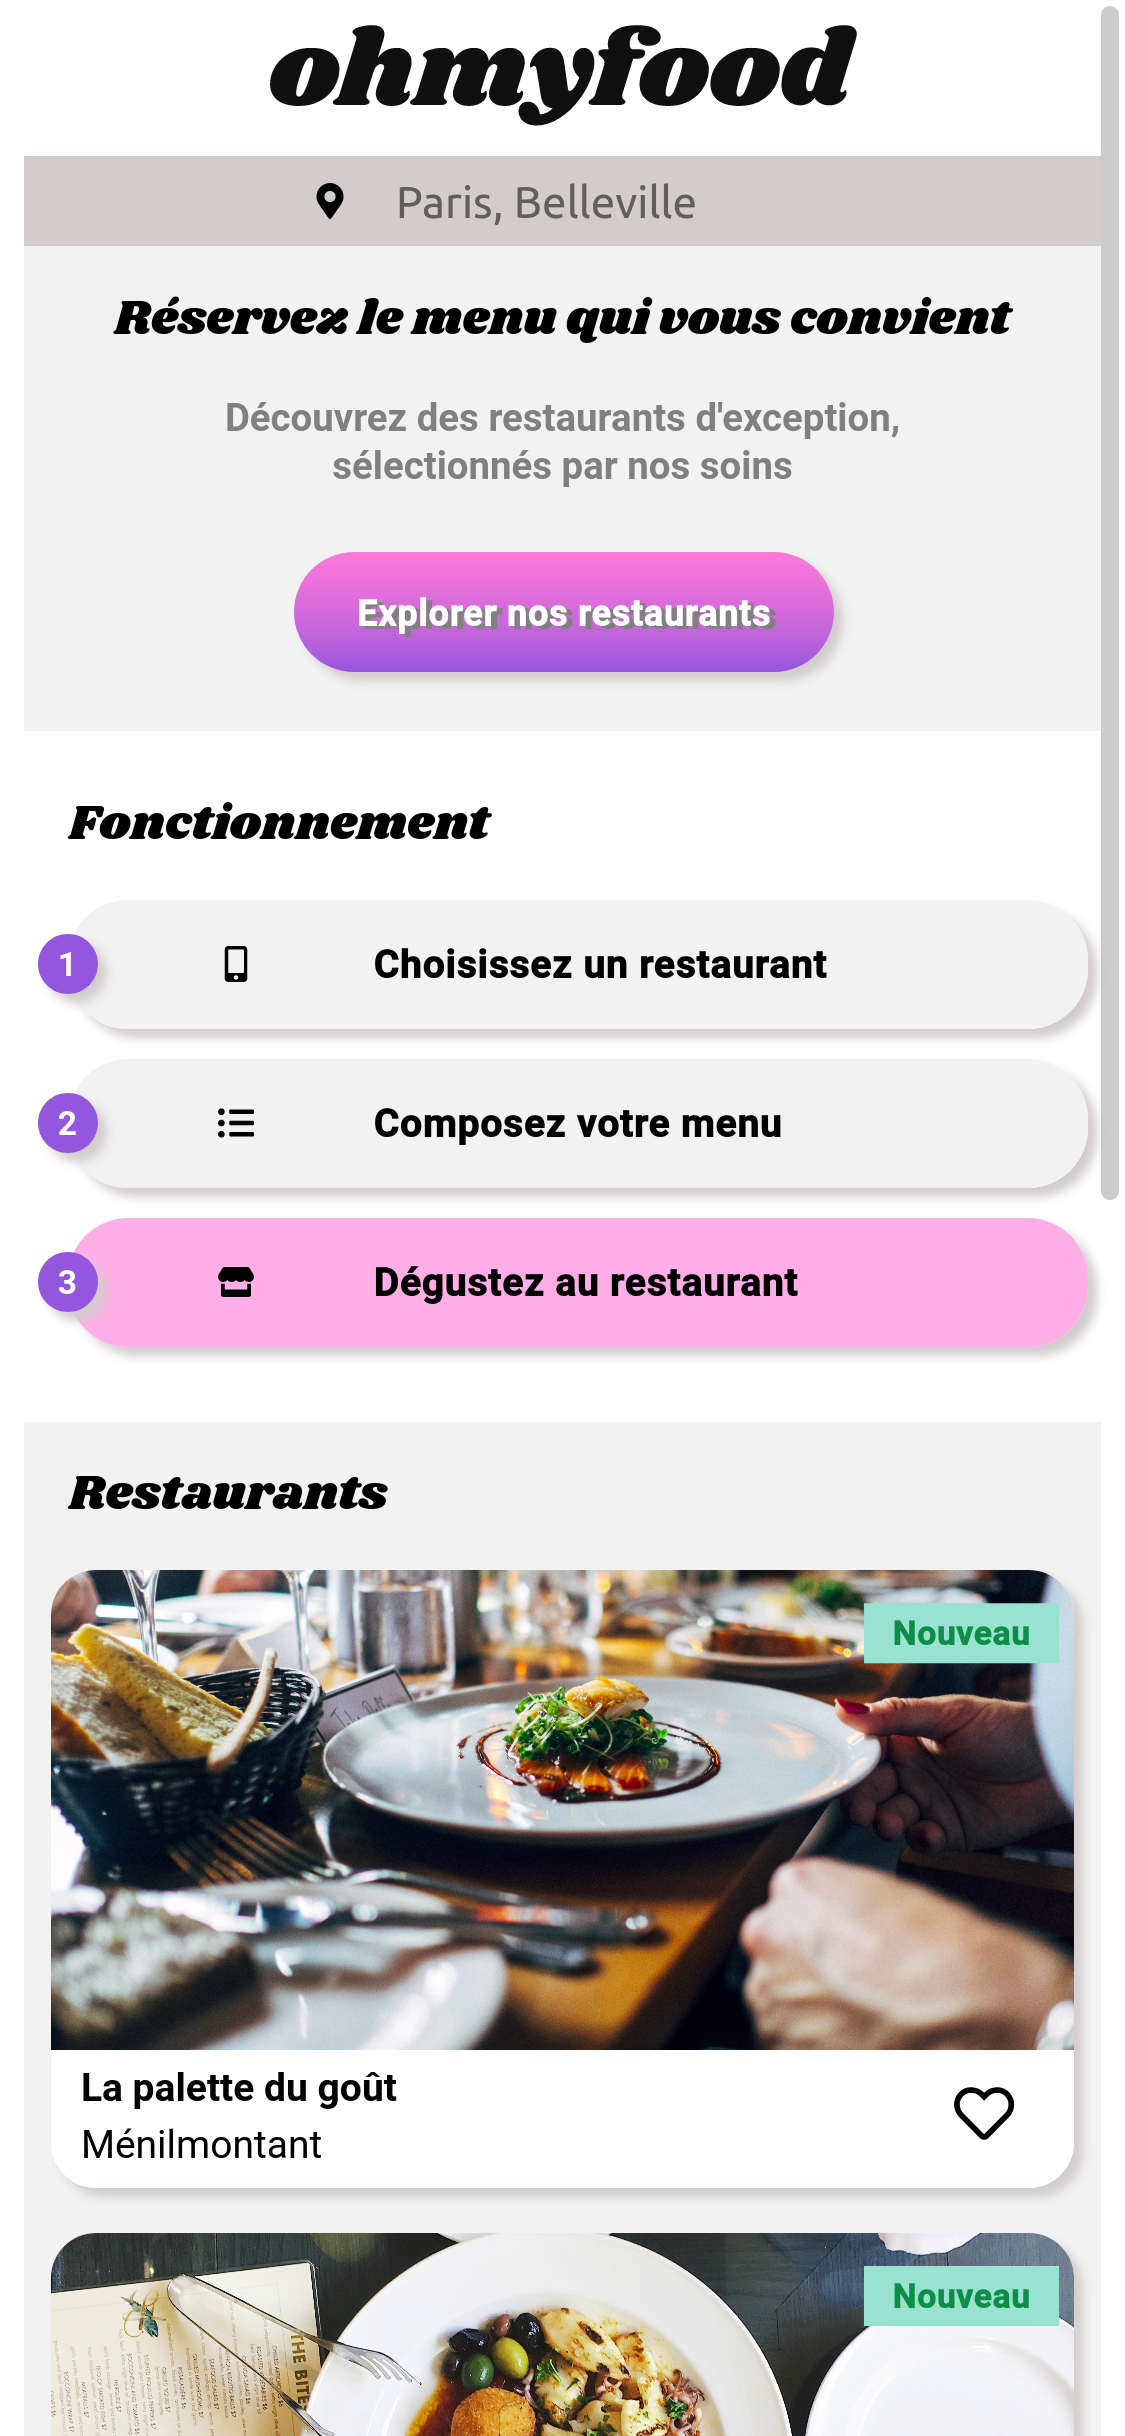 ohmyfood
Paris, Belleville
Réservez le menu qui vous convient
Découvrez des restaurants d'exception,
sélectionnés par nos soins
Explorer nos restaurants
Fonctionnement
1 Choisissez un restaurant
2 Composez votre menu
3 Dégustez au restaurant
Restaurants
Nouveau
La palette du goût
Ménilmontant
Nouveau
THE BITE